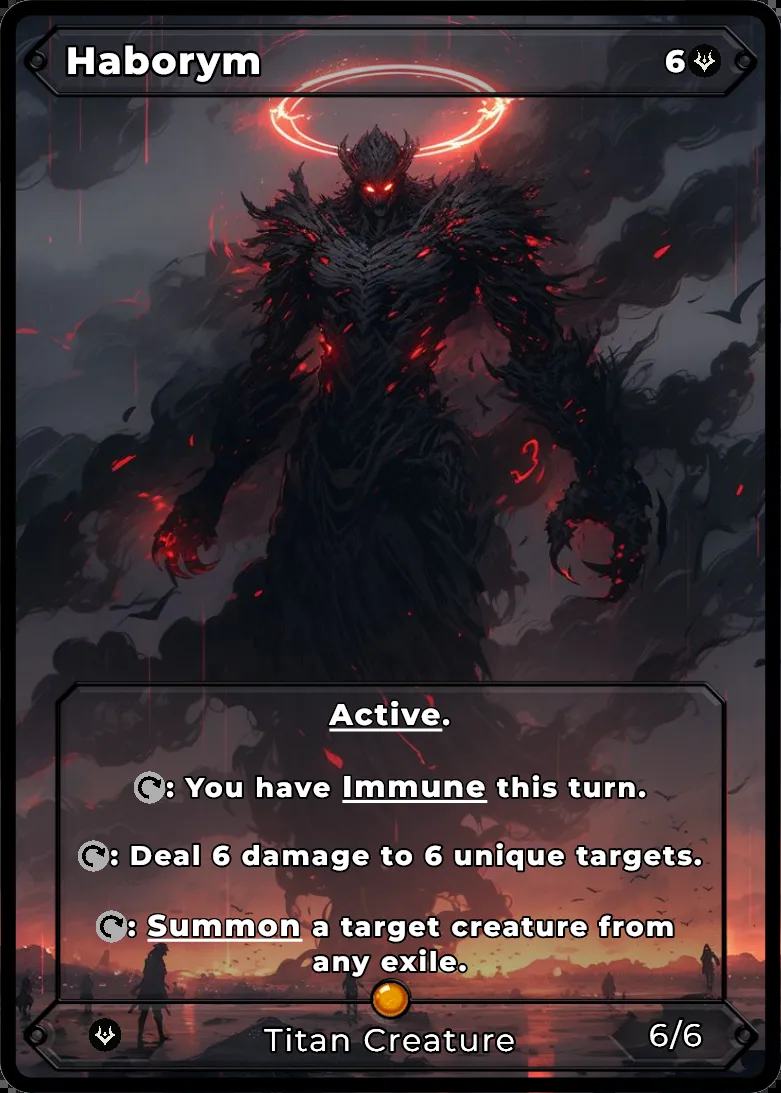 Haborym
6
Active.
: You have Immune this turn.
: Deal 6 damage to 6 unique targets.
: Summon a target creature from
any exile.
Titan Creature
6/6